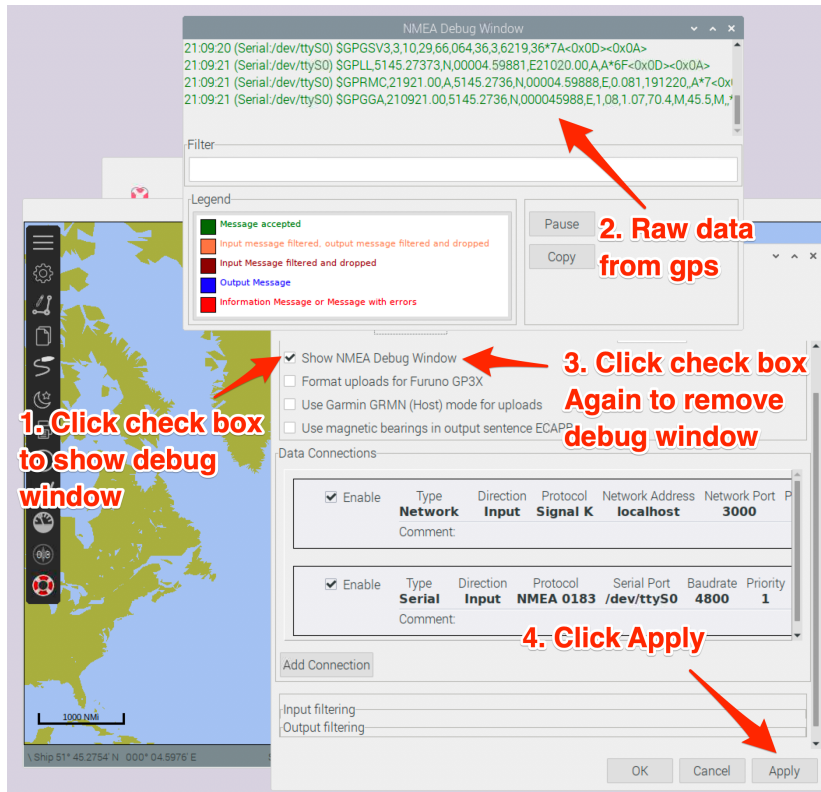 NMEA Debug Window
21:09:20 (Serial:/dev/ttyS0) $GPGSV3,3,10,29,66,064,36,3,6219,36*7A<0x0D><0x0A>
21:09:21 (Serial:/dev/ttyS0) $GPLL,5145.27373,N,00004.59881,E21020.00,A,A*6F<0x0D><0x0A>
21:09:21 (Serial:/dev/ttyS0) $GPRMC,21921.00,A,5145.2736,N,00004.59888,E,0.081,191220,,A*7<0x
21:09:21 (Serial:/dev/ttyS0) $GPGGA,210921.00,5145.2736,N,000045988,E,1,08,1.07,70.4,M,45.5,M,,*
Filter
Legend
Message accepted
Input message filtered, output message filtered and dropped
Input Message filtered and dropped
Output Message
Information Message or Message with errors
Pause
Copy
2. Raw data
from gps
Show NMEA Debug Window
Format uploads for Furuno GP3X
Use Garmin GRMN (Host) mode for uploads
Use magnetic bearings in output sentence ECAPB
1. Click check box
to show debug
window
3. Click check box
Again to remove
debug window
Data Connections
Enable Type Direction Protocol Network Address Network Port P
Network Input Signal K localhost 3000
Comment:
Enable Type Direction Protocol Serial Port Baudrate Priority
Serial Input NMEA 0183 /dev/ttyS0 4800 1
Comment:
4. Click Apply
Add Connection
Input filtering
Output filtering
1000 NMi
\ Ship 51° 45.2754' N 000° 04.5976' E
OK Cancel Apply